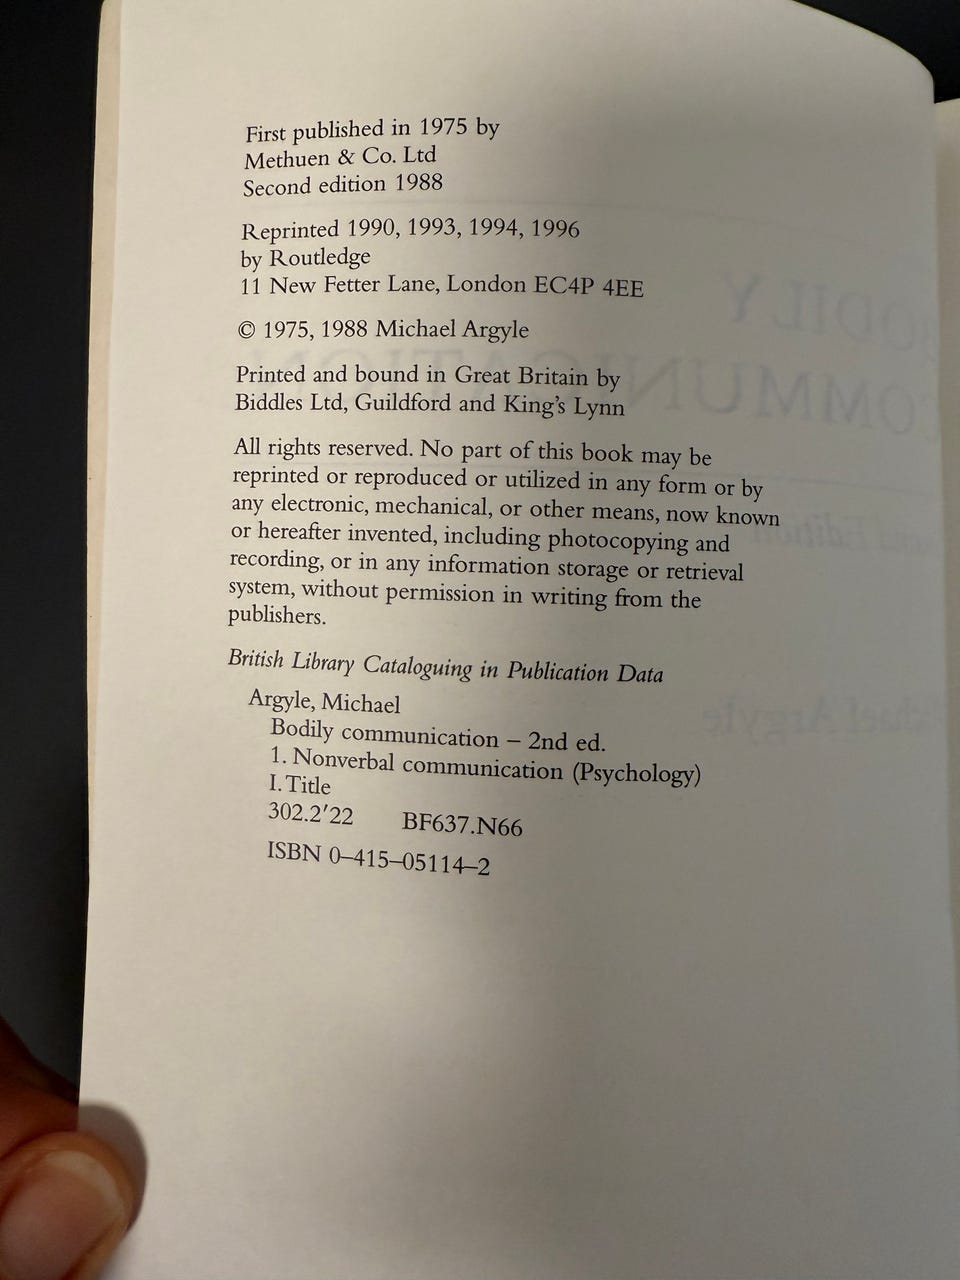 First published in 1975 by
Methuen & Co. Ltd
Second edition 1988
Reprinted 1990, 1993, 1994, 1996
by Routledge
11 New Fetter Lane, London EC4P 4EE
© 1975, 1988 Michael Argyle
Printed and bound in Great Britain by
Biddles Ltd, Guildford and King's Lynn
All rights reserved. No part of this book may be
reprinted or reproduced or utilized in any form or by
any electronic, mechanical, or other means, now known
or hereafter invented, including photocopying and
recording, or in any information storage or retrieval
system, without permission in writing from the
publishers.
British Library Cataloguing in Publication Data
Argyle, Michael
Bodily communication – 2nd ed.
1. Nonverbal communication (Psychology)
I. Title
302.2'22 BF637.N66
ISBN 0–415–05114–2